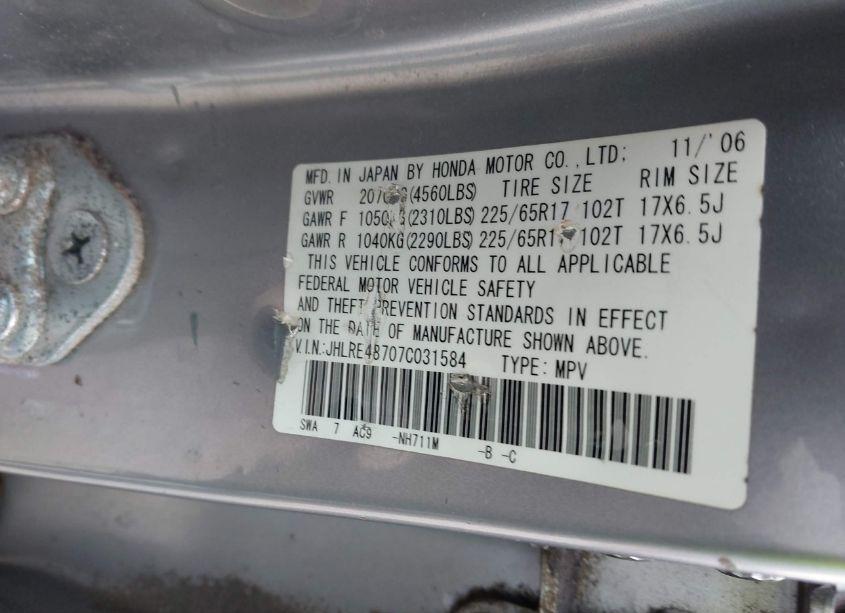 MFD. IN JAPAN BY HONDA MOTOR CO.,LTD; 11/'06
GVWR (4560LBS) TIRE SIZE RIM SIZE
GAWR F (2310LBS) 225/65R17 102T 17X6.5J
GAWR R 1040KG(2290LBS) 102T 17X6.5J
THIS VEHICLE CONFORMS TO ALL APPLICABLE
FEDERAL MOTOR VEHICLE SAFETY
AND THEFT PREVENTION STANDARDS IN EFFECT
ON THE DATE OF MANUFACTURE SHOWN ABOVE.
V.I.N.:JHLRE48707C031584 TYPE: MPV
SWA 7 AC9 -NH711M -B -C